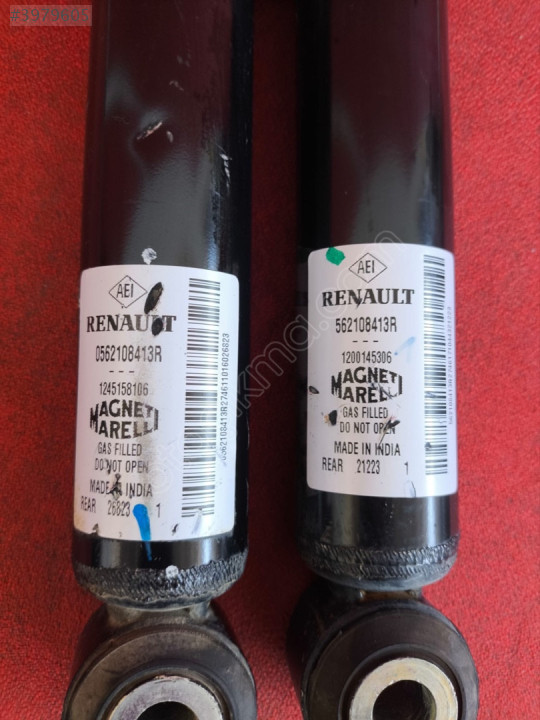 AEI
RENAULT
0562108413R
---
1245158106
MAGNETI
MARELLI
GAS FILLED
DO NOT OPEN
MADE IN INDIA
REAR 26823 1
AEI
RENAULT
562108413R
---
1200145306
MAGNETI
MARELLI
GAS FILLED
DO NOT OPEN
MADE IN INDIA
REAR 21223 1